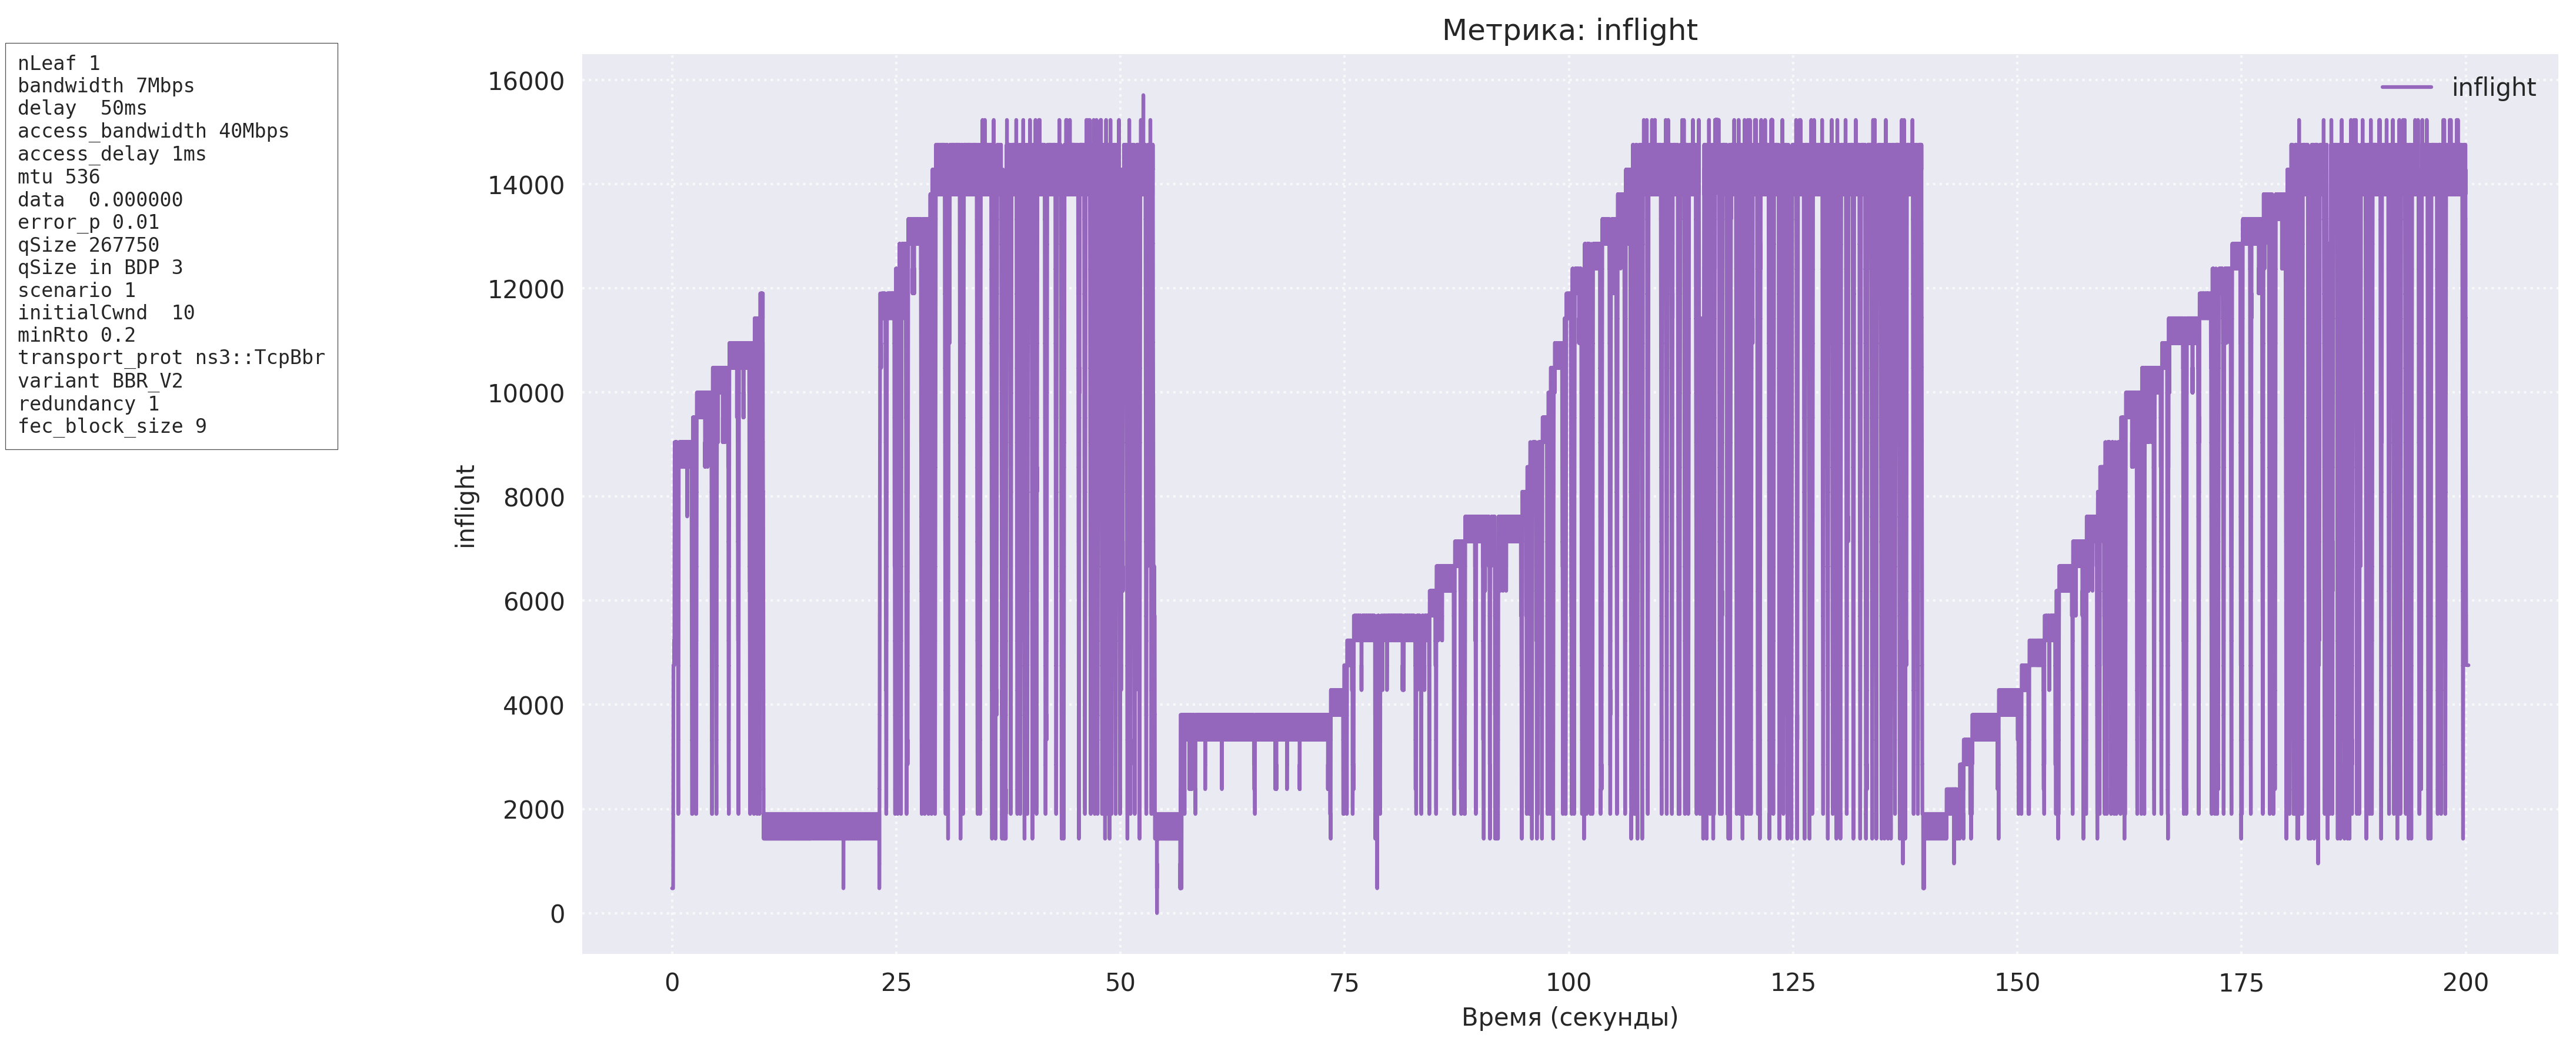 Метрика: inflight
nLeaf 1
bandwidth 7Mbps
delay  50ms
access_bandwidth 40Mbps
access_delay 1ms
mtu 536
data  0.000000
error_p 0.01
qSize 267750
qSize in BDP 3
scenario 1
initialCwnd  10
minRto 0.2
transport_prot ns3::TcpBbr
variant BBR_V2
redundancy 1
fec_block_size 9
inflight
16000
14000
12000
10000
8000
6000
4000
2000
0
inflight
0 25 50 75 100 125 150 175 200
Время (секунды)